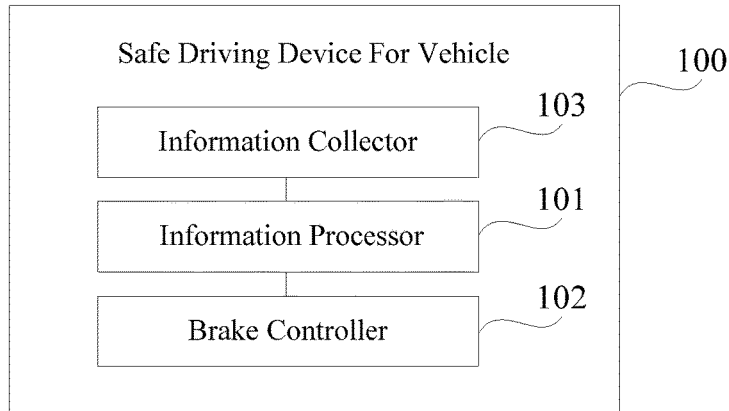 Safe Driving Device For Vehicle
100
103
Information Collector
101
Information Processor
102
Brake Controller